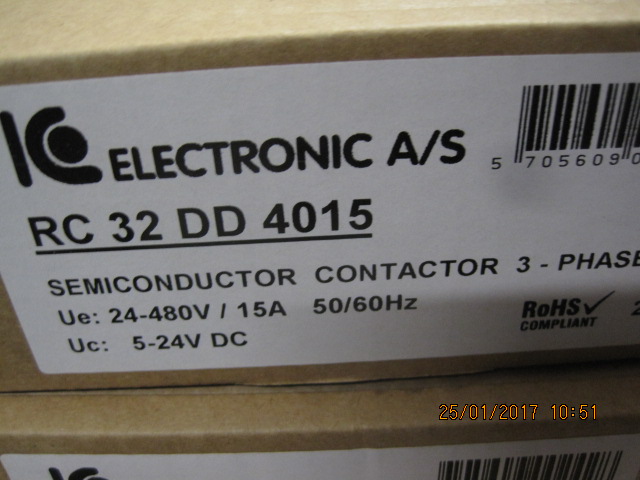 IC ELECTRONIC A/S
5 705609 0
RC 32 DD 4015
SEMICONDUCTOR CONTACTOR 3 - PHASE
Ue: 24-480V / 15A 50/60Hz
RoHS
COMPLIANT
Uc: 5-24V DC
25/01/2017 10:51
IC